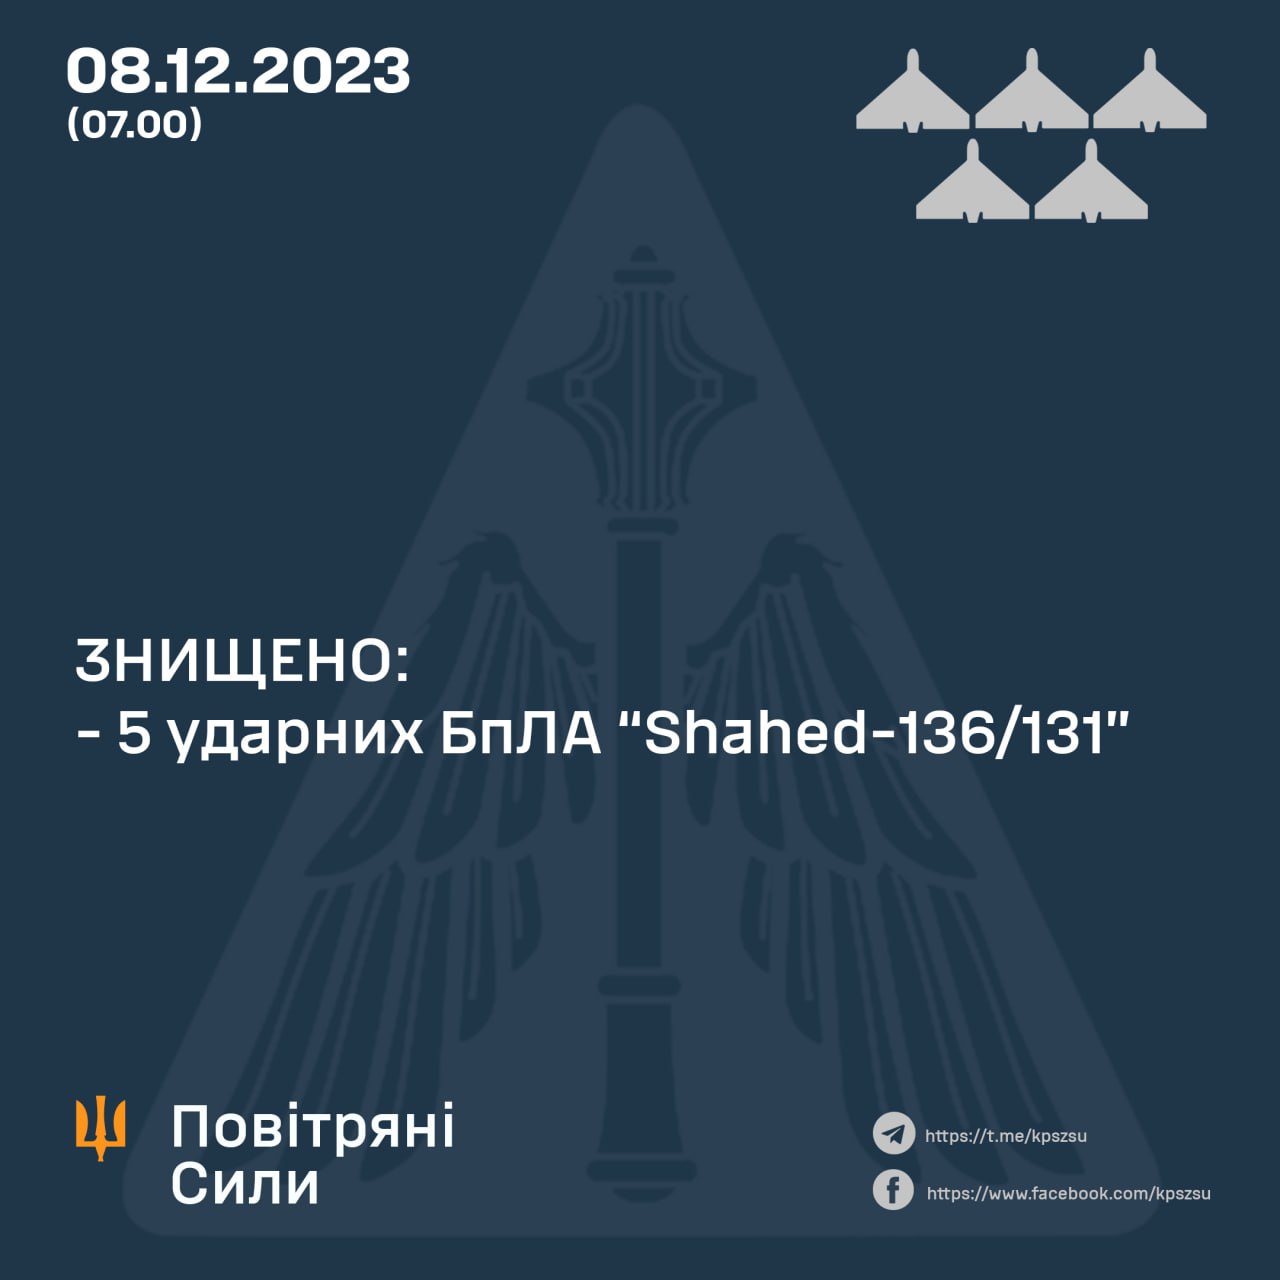 08.12.2023
(07.00)
ЗНИЩЕНО:
- 5 ударних БпЛА “Shahed-136/131”
Повітряні
Сили
https://t.me/kpszsu
https://www.facebook.com/kpszsu